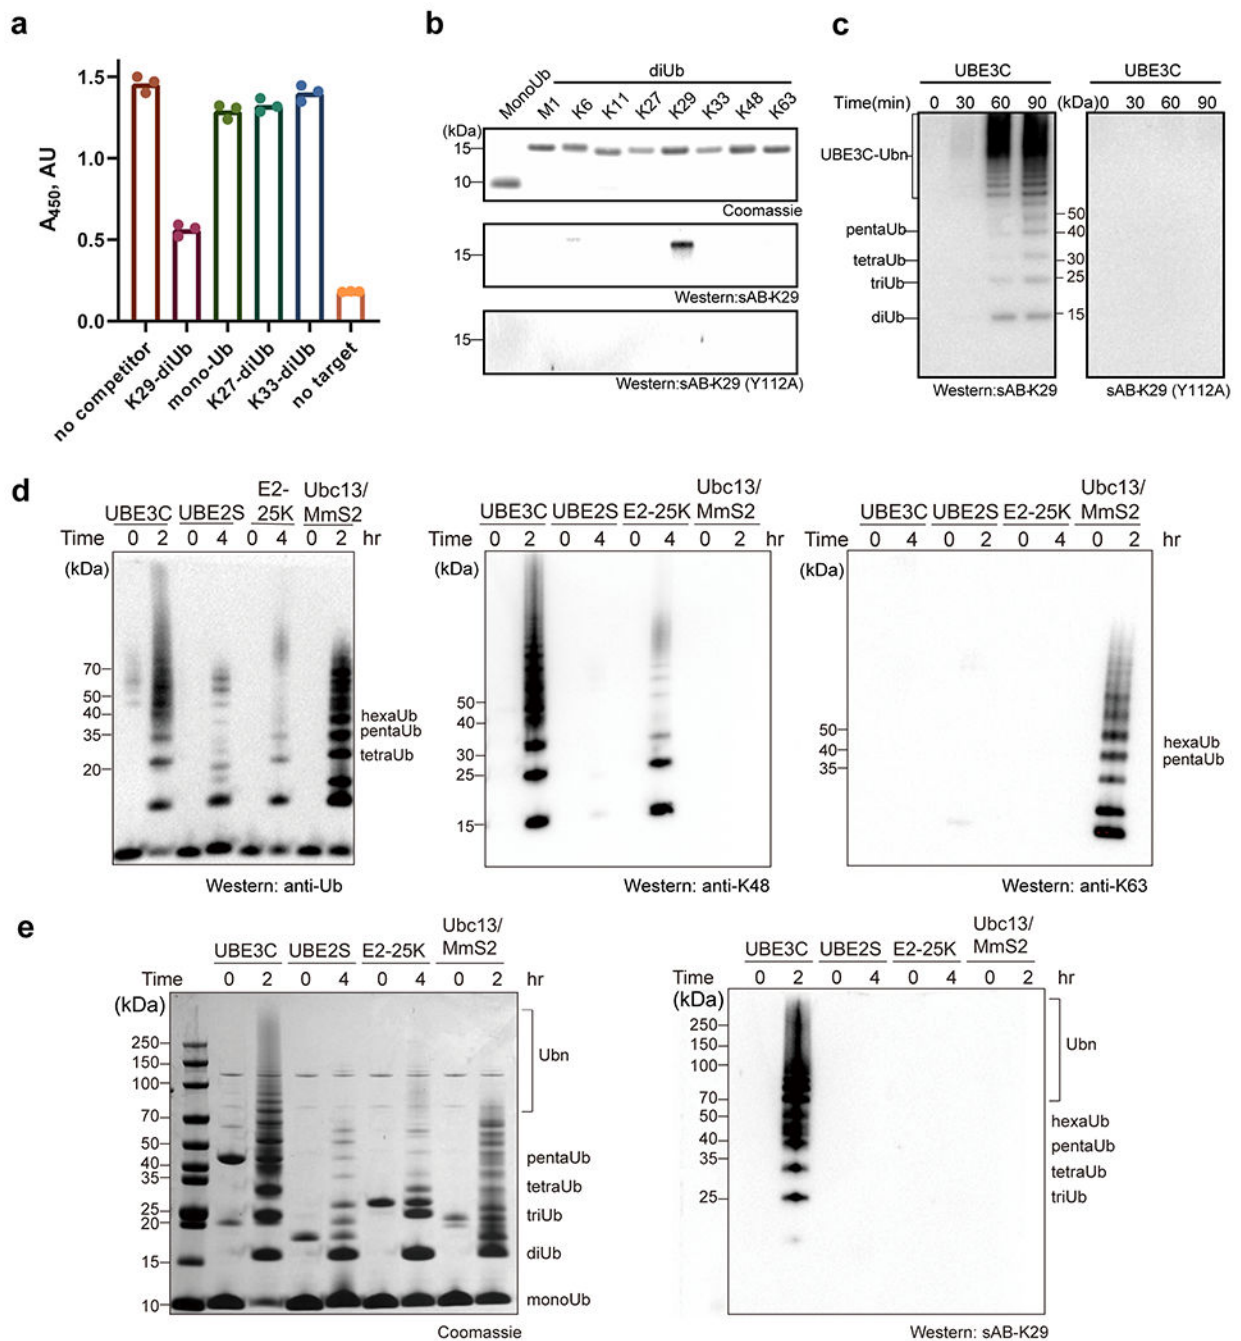 a
A450, AU
1.5
1.0
0.5
0.0
no competitor
K29-diUb
mono-Ub
K27-diUb
K33-diUb
no target
b
diUb
MonoUb M1 K6 K11 K27 K29 K33 K48 K63
(kDa)
15
10
Coomassie
15
Western:sAB-K29
15
Western:sAB-K29 (Y112A)
c
UBE3C UBE3C
Time(min) 0 30 60 90 (kDa)0 30 60 90
UBE3C-Ubn
pentaUb
tetraUb
triUb
diUb
50
40
30
25
15
Western:sAB-K29 sAB-K29 (Y112A)
d
UBE3C UBE2S E2-25K Ubc13/MmS2
Time 0 2 0 4 0 4 0 2 hr
(kDa)
70
50
40
35
20
hexaUb
pentaUb
tetraUb
Western: anti-Ub
UBE3C UBE2S E2-25K Ubc13/MmS2
Time 0 2 0 4 0 4 0 2 hr
(kDa)
50
40
30
25
15
Western: anti-K48
UBE3C UBE2S E2-25K Ubc13/MmS2
Time 0 4 0 2 0 4 0 2 hr
(kDa)
50
40
35
hexaUb
pentaUb
Western: anti-K63
e
UBE3C UBE2S E2-25K Ubc13/MmS2
Time 0 2 0 4 0 4 0 2 hr
(kDa)
250
150
100
70
50
40
35
25
20
15
10
Ubn
pentaUb
tetraUb
triUb
diUb
monoUb
Coomassie
UBE3C UBE2S E2-25K Ubc13/MmS2
Time 0 2 0 4 0 4 0 2 hr
(kDa)
250
150
100
70
50
40
35
25
Ubn
hexaUb
pentaUb
tetraUb
triUb
Western: sAB-K29